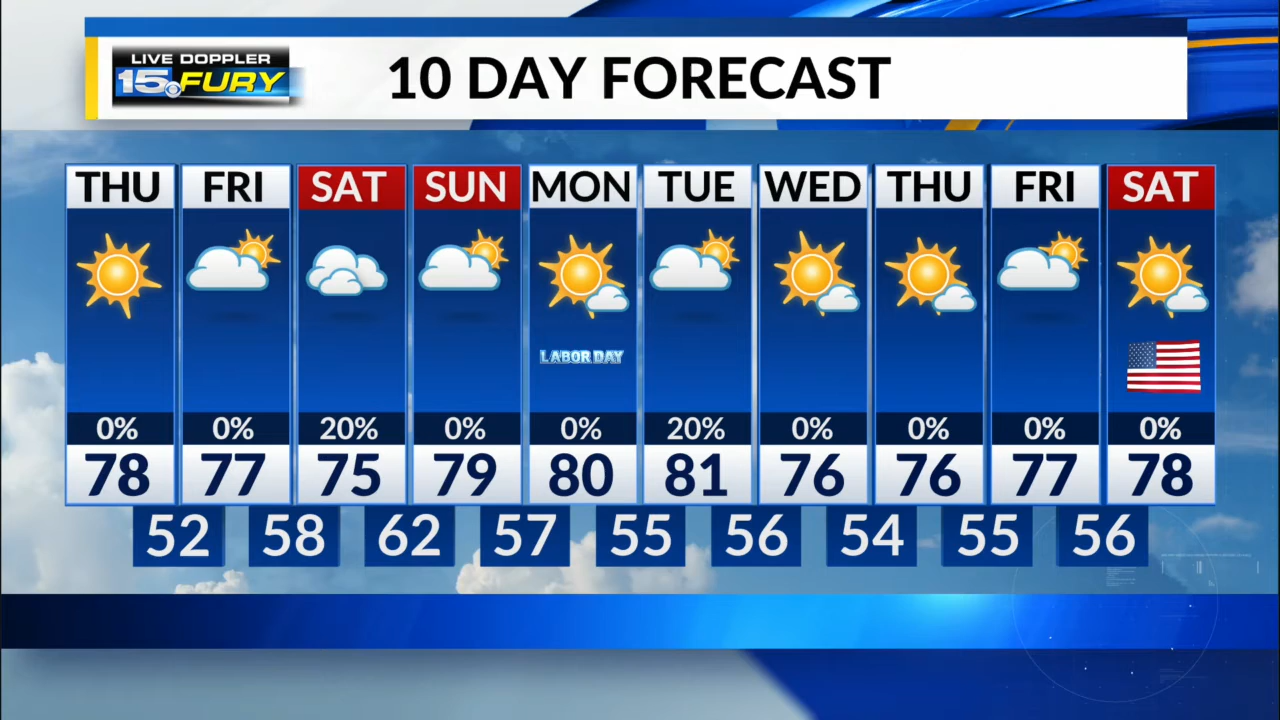 LIVE DOPPLER
15 FURY
10 DAY FORECAST
THU FRI SAT SUN MON TUE WED THU FRI SAT
LABOR DAY
0% 0% 20% 0% 0% 20% 0% 0% 0% 0%
78 77 75 79 80 81 76 76 77 78
52 58 62 57 55 56 54 55 56